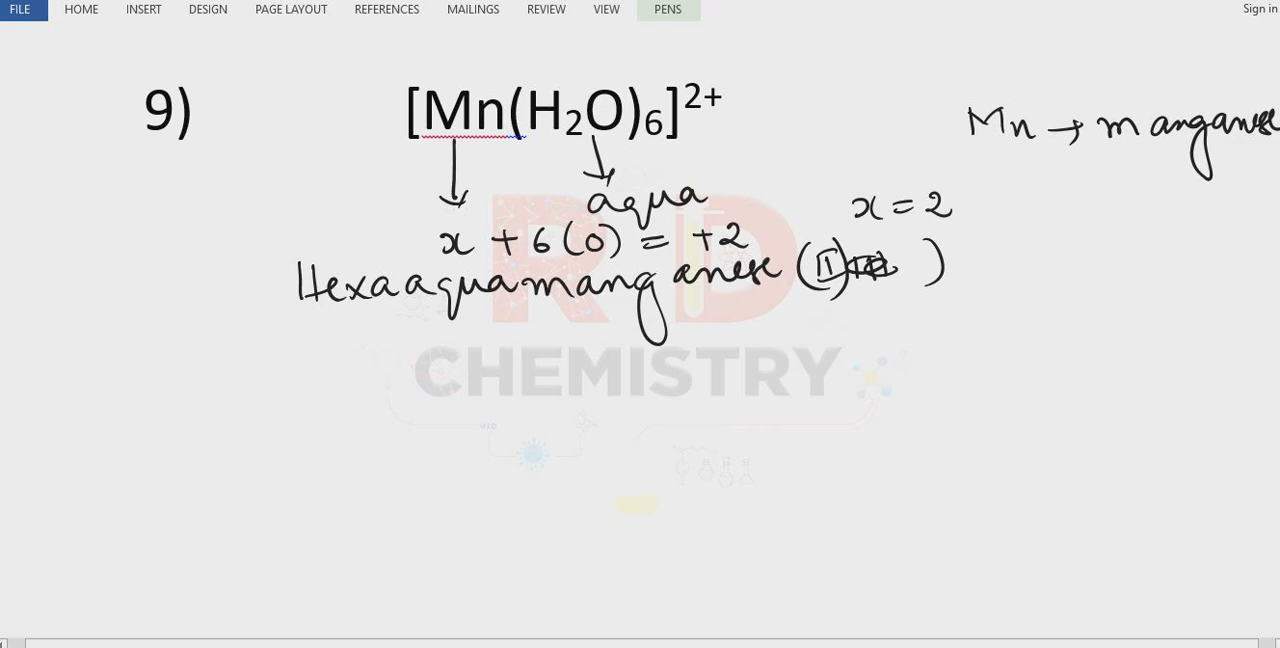 FILE HOME INSERT DESIGN PAGE LAYOUT REFERENCES MAILINGS REVIEW VIEW PENS Sign in
9) [Mn(H₂O)₆]²⁺
Mn → manganese
aqua
x = 2
x + 6(0) = +2
Hexaaquamanganese (II) )
RD
CHEMISTRY